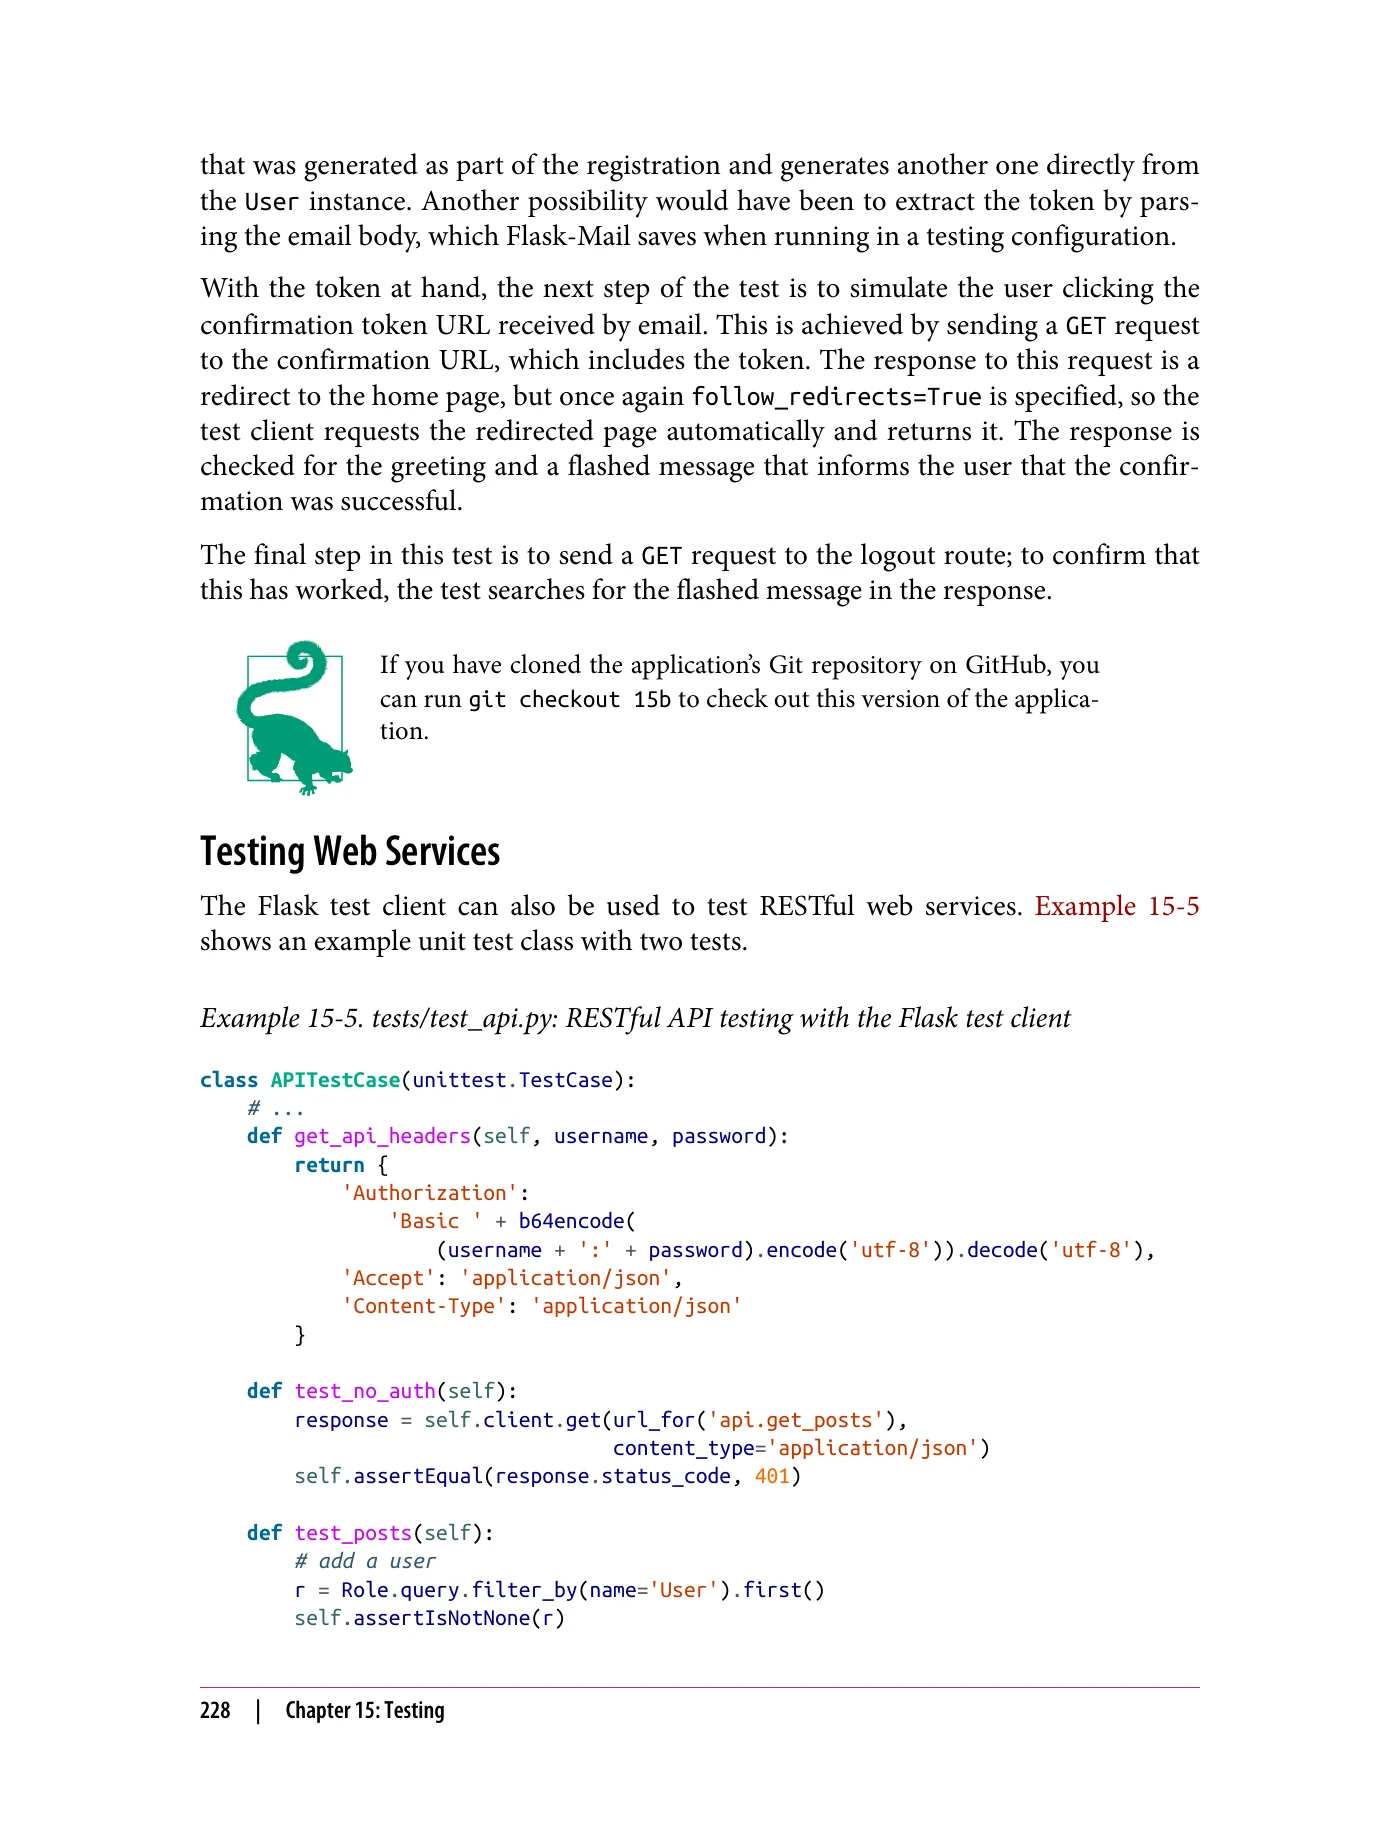 that was generated as part of the registration and generates another one directly from
the User instance. Another possibility would have been to extract the token by pars-
ing the email body, which Flask-Mail saves when running in a testing configuration.
With the token at hand, the next step of the test is to simulate the user clicking the
confirmation token URL received by email. This is achieved by sending a GET request
to the confirmation URL, which includes the token. The response to this request is a
redirect to the home page, but once again follow_redirects=True is specified, so the
test client requests the redirected page automatically and returns it. The response is
checked for the greeting and a flashed message that informs the user that the confir-
mation was successful.
The final step in this test is to send a GET request to the logout route; to confirm that
this has worked, the test searches for the flashed message in the response.
If you have cloned the application’s Git repository on GitHub, you
can run git checkout 15b to check out this version of the applica-
tion.
Testing Web Services
The Flask test client can also be used to test RESTful web services. Example 15-5
shows an example unit test class with two tests.
Example 15-5. tests/test_api.py: RESTful API testing with the Flask test client
class APITestCase(unittest.TestCase):
    # ...
    def get_api_headers(self, username, password):
        return {
            'Authorization':
                'Basic ' + b64encode(
                    (username + ':' + password).encode('utf-8')).decode('utf-8'),
            'Accept': 'application/json',
            'Content-Type': 'application/json'
        }
    def test_no_auth(self):
        response = self.client.get(url_for('api.get_posts'),
                                   content_type='application/json')
        self.assertEqual(response.status_code, 401)
    def test_posts(self):
        # add a user
        r = Role.query.filter_by(name='User').first()
        self.assertIsNotNone(r)
228 | Chapter 15: Testing